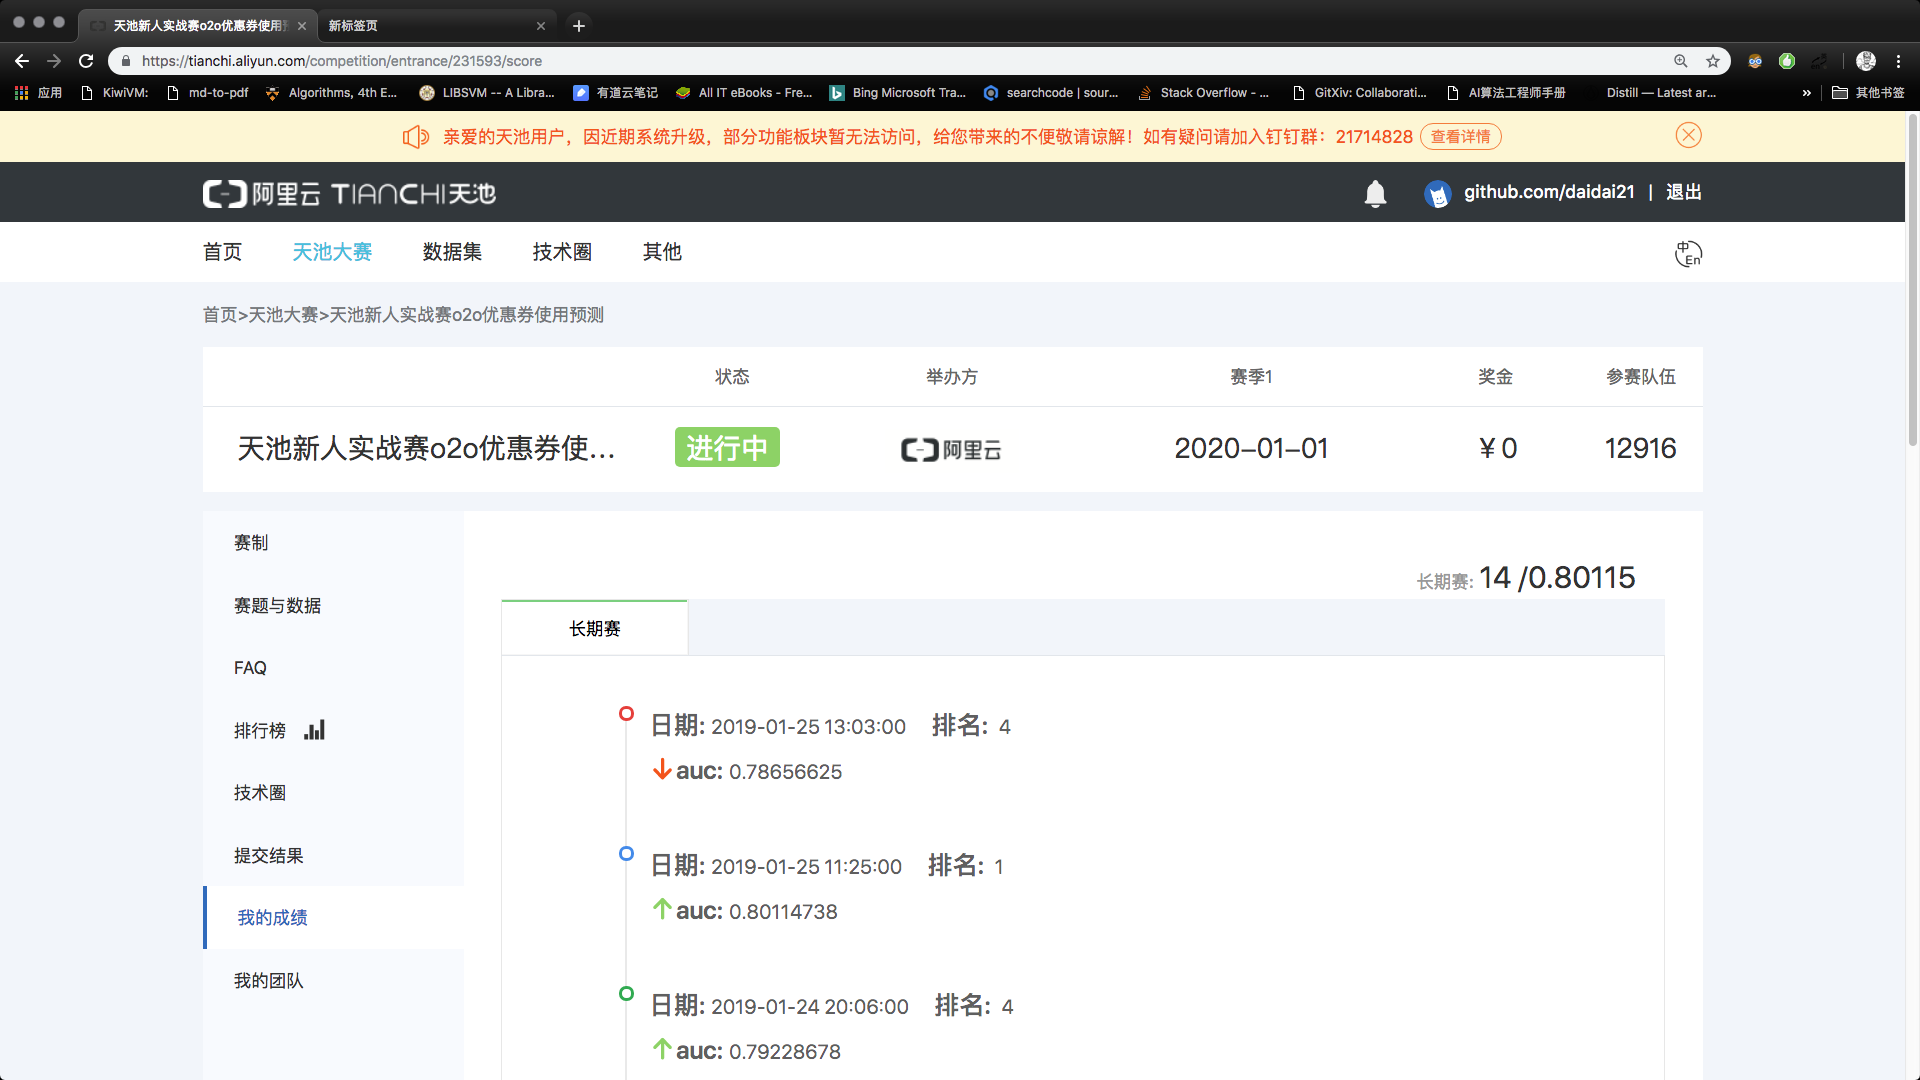 天池新人实战赛o2o优惠券使用预
新标签页
https://tianchi.aliyun.com/competition/entrance/231593/score
应用
KiwiVM:
md-to-pdf
Algorithms, 4th E...
LIBSVM -- A Libra...
有道云笔记
All IT eBooks - Fre...
Bing Microsoft Tra...
searchcode | sour...
Stack Overflow - ...
GitXiv: Collaborati...
AI算法工程师手册
Distill — Latest ar...
»
其他书签
亲爱的天池用户，因近期系统升级，部分功能板块暂无法访问，给您带来的不便敬请谅解！如有疑问请加入钉钉群：21714828 查看详情
阿里云 TIANCHI天池
github.com/daidai21 | 退出
首页 天池大赛 数据集 技术圈 其他
中 En
首页>天池大赛>天池新人实战赛o2o优惠券使用预测
状态 举办方 赛季1 奖金 参赛队伍
天池新人实战赛o2o优惠券使... 进行中 阿里云 2020-01-01 ¥ 0 12916
赛制
赛题与数据
FAQ
排行榜
技术圈
提交结果
我的成绩
我的团队
长期赛: 14 /0.80115
长期赛
日期: 2019-01-25 13:03:00 排名: 4
auc: 0.78656625
日期: 2019-01-25 11:25:00 排名: 1
auc: 0.80114738
日期: 2019-01-24 20:06:00 排名: 4
auc: 0.79228678